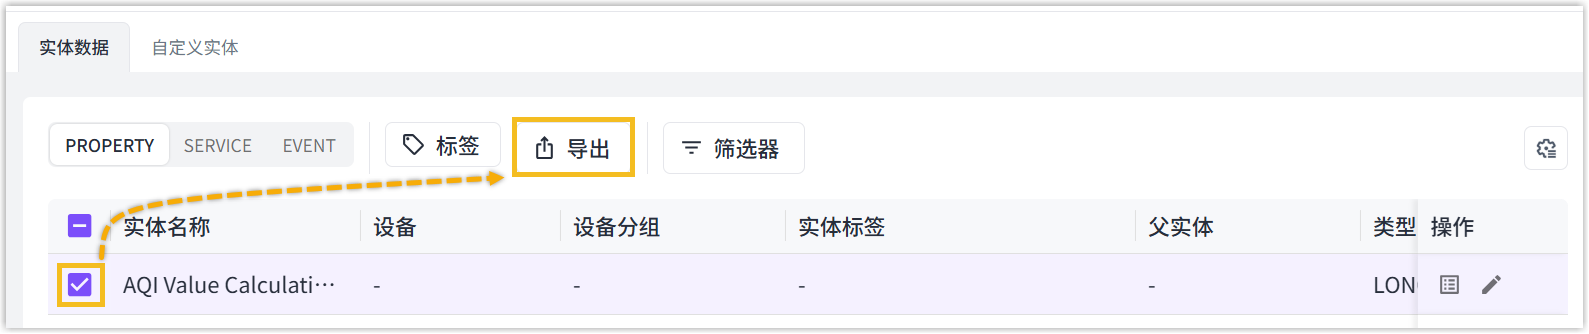 实体数据 自定义实体
PROPERTY SERVICE EVENT 标签 导出 筛选器
实体名称 设备 设备分组 实体标签 父实体 类型 操作
AQI Value Calculati··· - - - - LON